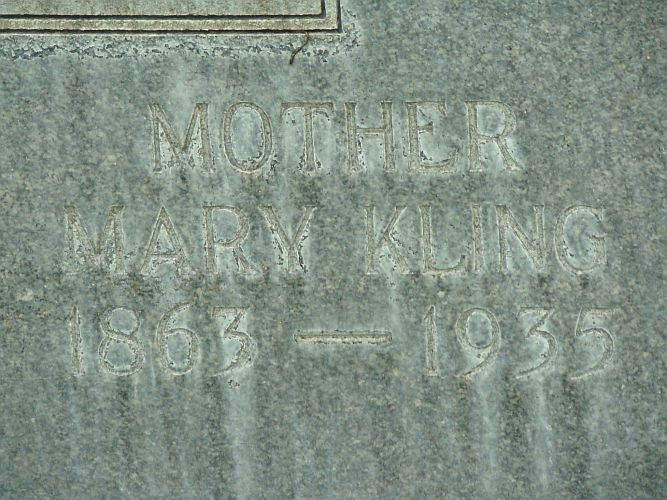 MOTHER
MARY KLING
1863 — 1935